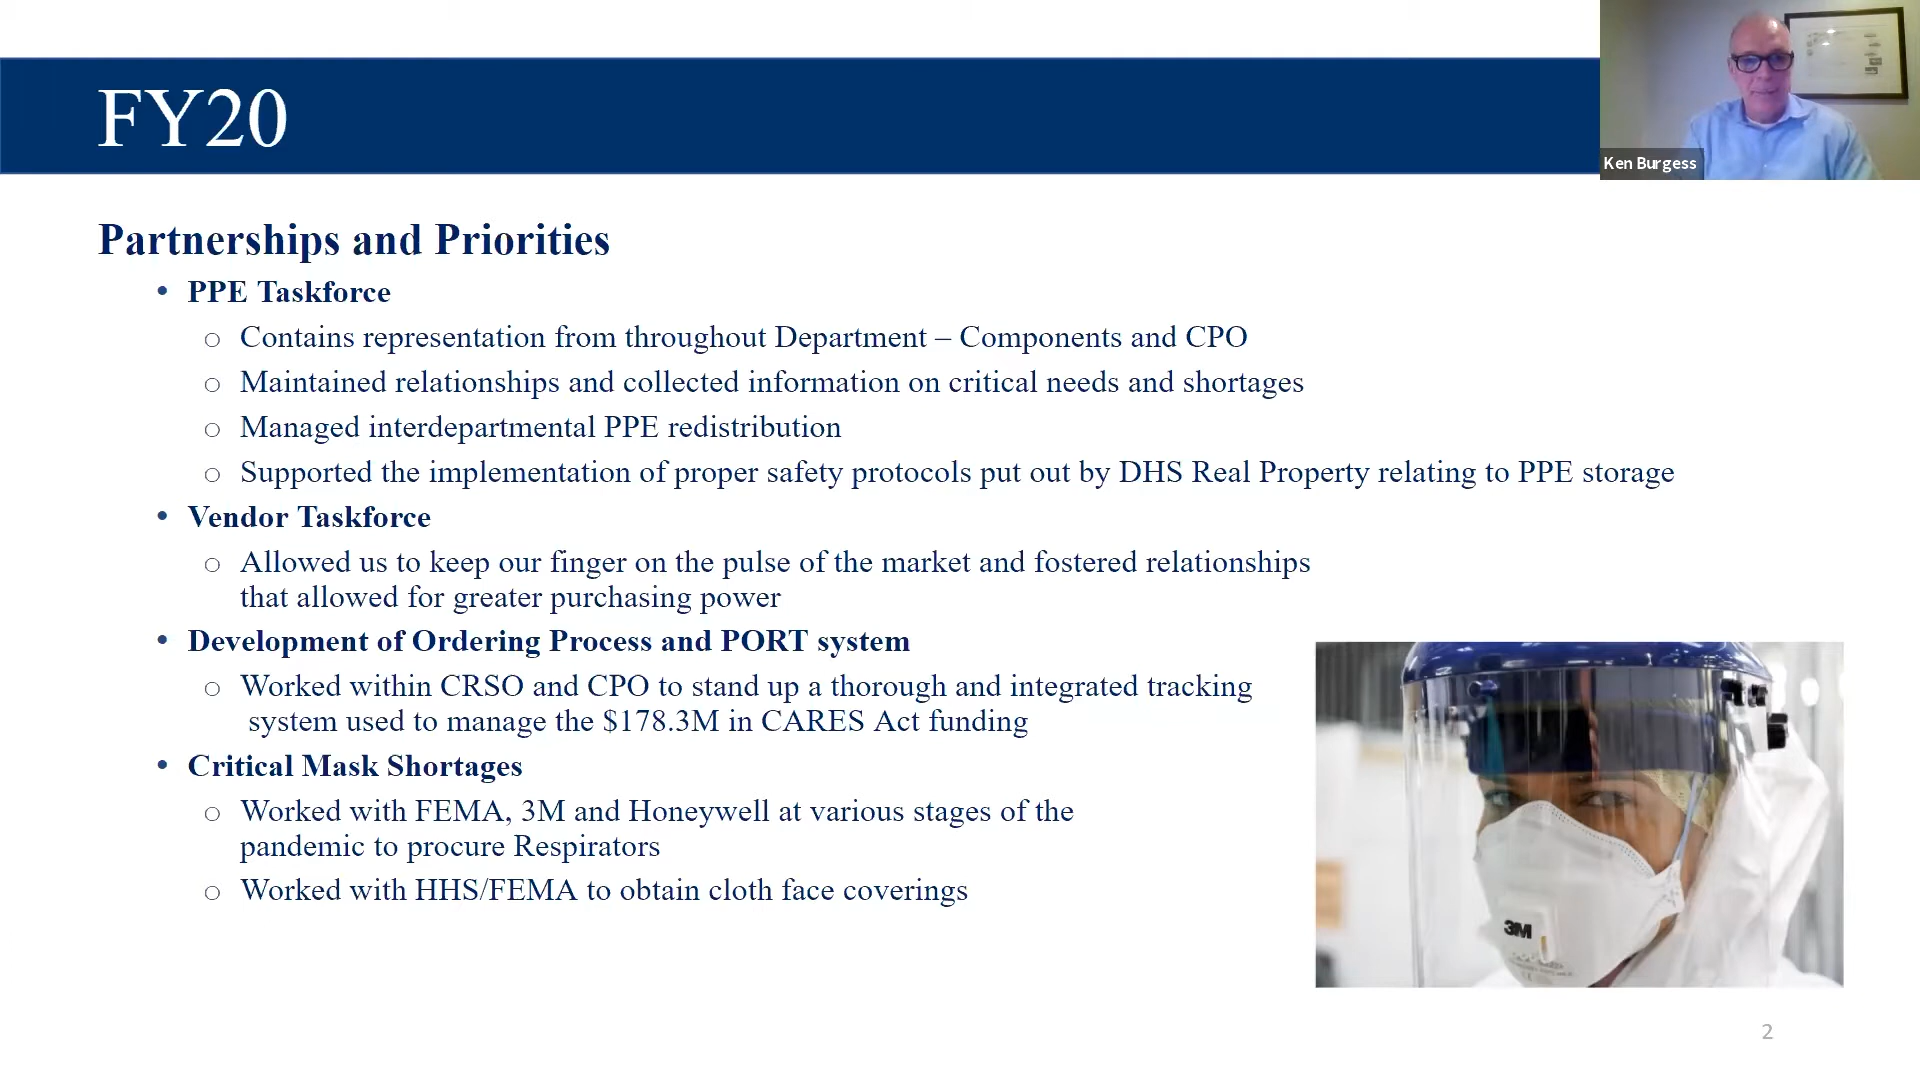 FY20
Ken Burgess
Partnerships and Priorities
• PPE Taskforce
○ Contains representation from throughout Department – Components and CPO
○ Maintained relationships and collected information on critical needs and shortages
○ Managed interdepartmental PPE redistribution
○ Supported the implementation of proper safety protocols put out by DHS Real Property relating to PPE storage
• Vendor Taskforce
○ Allowed us to keep our finger on the pulse of the market and fostered relationships
that allowed for greater purchasing power
• Development of Ordering Process and PORT system
○ Worked within CRSO and CPO to stand up a thorough and integrated tracking
system used to manage the $178.3M in CARES Act funding
• Critical Mask Shortages
○ Worked with FEMA, 3M and Honeywell at various stages of the
pandemic to procure Respirators
○ Worked with HHS/FEMA to obtain cloth face coverings
3M
2